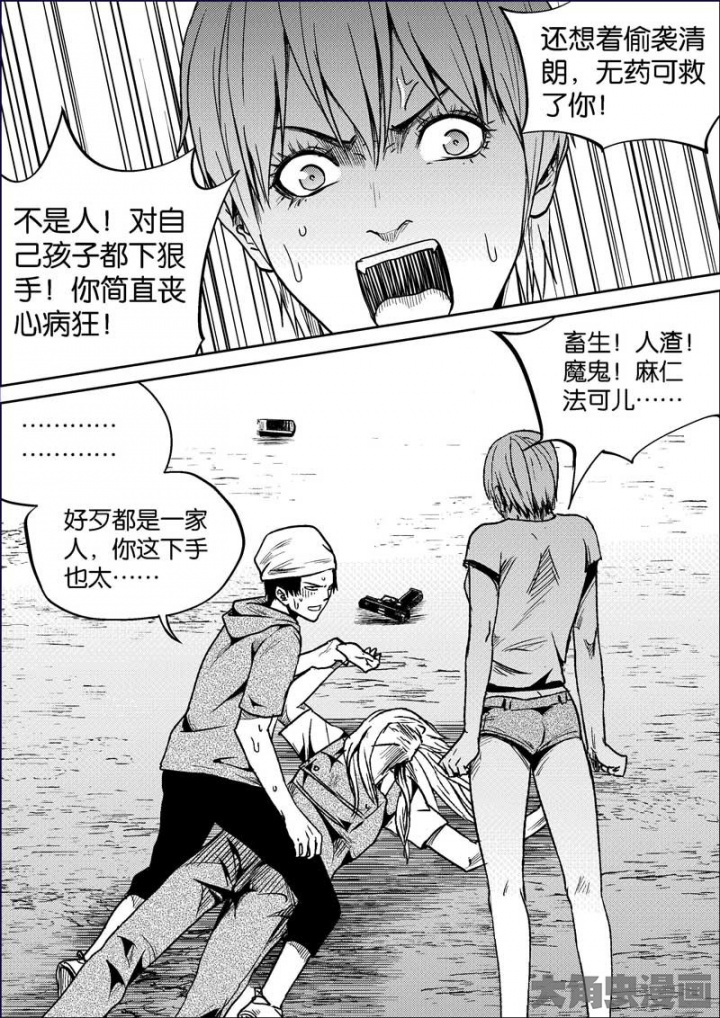 还想着偷袭清
朗，无药可救
了你！
不是人！对自
己孩子都下狠
手！你简直丧
心病狂！
畜生！人渣！
魔鬼！麻仁
法可儿……
…………
…………
好歹都是一家
人，你这下手
也太……
大角虫漫画